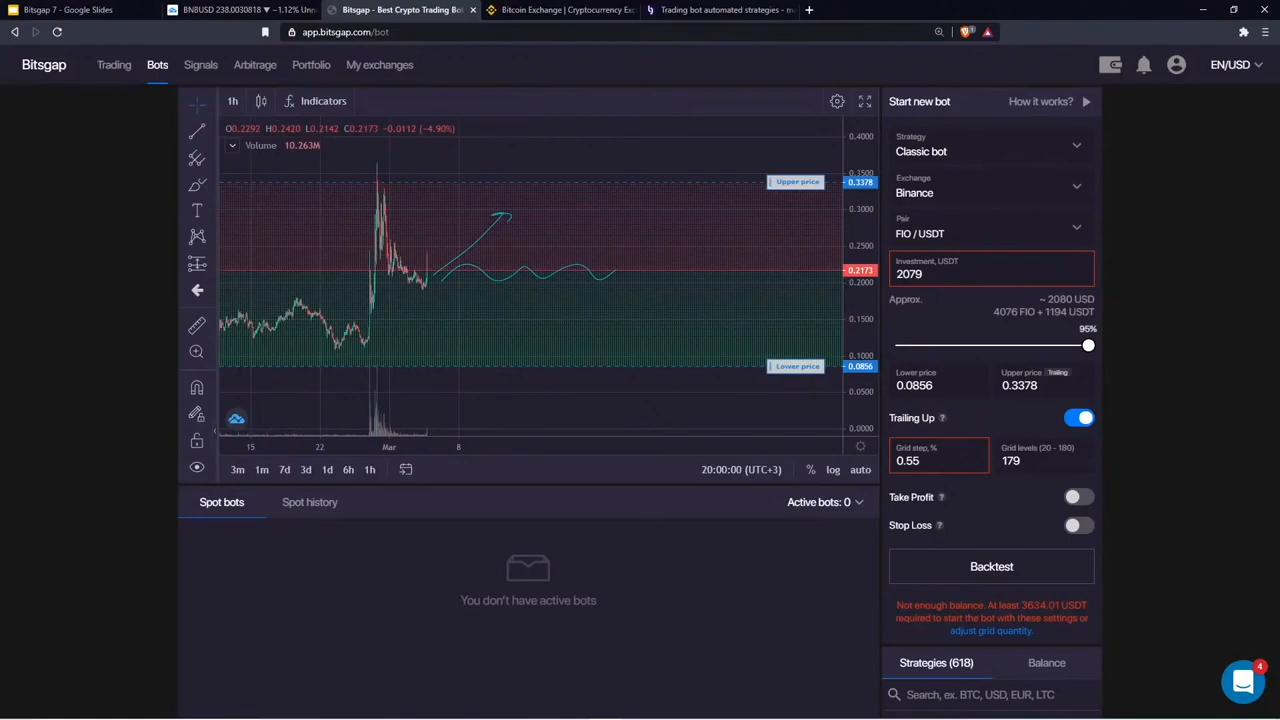 Bitsgap 7 - Google Slides
BNBUSD 238.0030818 ▼ −1.12% Unn
Bitsgap - Best Crypto Trading Bot
Bitcoin Exchange | Cryptocurrency Exc
Trading bot automated strategies - m
app.bitsgap.com/bot
1
Bitsgap
Trading
Bots
Signals
Arbitrage
Portfolio
My exchanges
EN/USD
1h
Indicators
O0.2292 H0.2420 L0.2142 C0.2173 −0.0112 (−4.90%)
Volume 10.263M
Upper price
Lower price
0.4000
0.3500
0.3378
0.3000
0.2500
0.2173
0.2000
0.1500
0.1000
0.0856
0.0500
0.0000
15
22
Mar
8
3m 1m 7d 3d 1d 6h 1h
20:00:00 (UTC+3)
% log auto
Spot bots
Spot history
Active bots: 0
You don't have active bots
Start new bot
How it works?
Strategy
Classic bot
Exchange
Binance
Pair
FIO / USDT
Investment, USDT
2079
Approx.
~ 2080 USD
4076 FIO + 1194 USDT
95%
Lower price
0.0856
Upper price Trailing
0.3378
Trailing Up ?
Grid step, %
0.55
Grid levels (20 - 180)
179
Take Profit ?
Stop Loss ?
Backtest
Not enough balance. At least 3634.01 USDT
required to start the bot with these settings or
adjust grid quantity.
Strategies (618)
Balance
Search, ex. BTC, USD, EUR, LTC
4